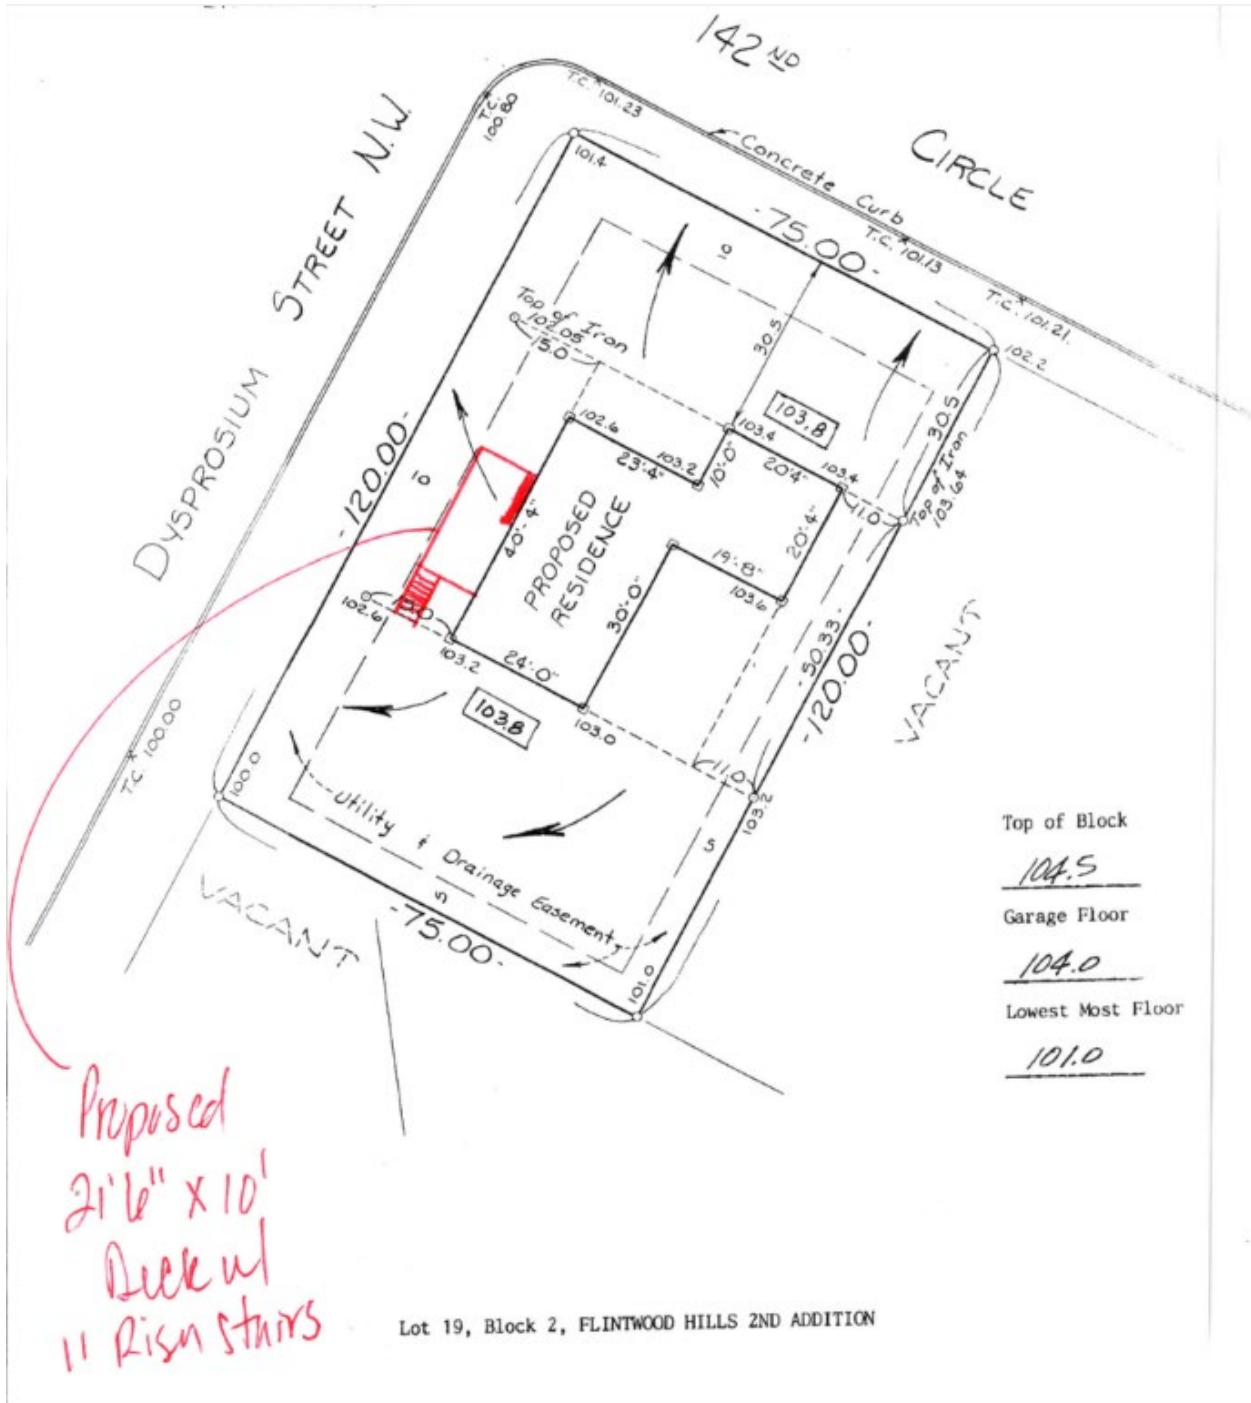 142 ND
CIRCLE
DYSPROSIUM STREET N.W.
T.C. 100.80
T.C. 101.23
Concrete Curb
T.C. 101.13
T.C. 101.21
101.4
-75.00-
10
102.2
Top of Iron
102.05
15.0
30.5
30.5
103.8
Top of Iron
103.64
102.6
23'-4"
103.2
10'-0"
103.4
20'-4"
103.4
11.0
20'-4"
-120.00-
10
40'-4"
PROPOSED
RESIDENCE
19'-8"
103.6
30'-0"
102.6
103.2
24'-0"
103.8
103.0
-50.33-
-120.00-
VACANT
11.0
103.2
T.C. 100.00
100.0
Utility & Drainage Easement
5
5
-75.00-
101.0
VACANT
Top of Block
104.5
Garage Floor
104.0
Lowest Most Floor
101.0
Proposed
21'6" X 10'
Deck w/
11 Riser stairs
Lot 19, Block 2, FLINTWOOD HILLS 2ND ADDITION